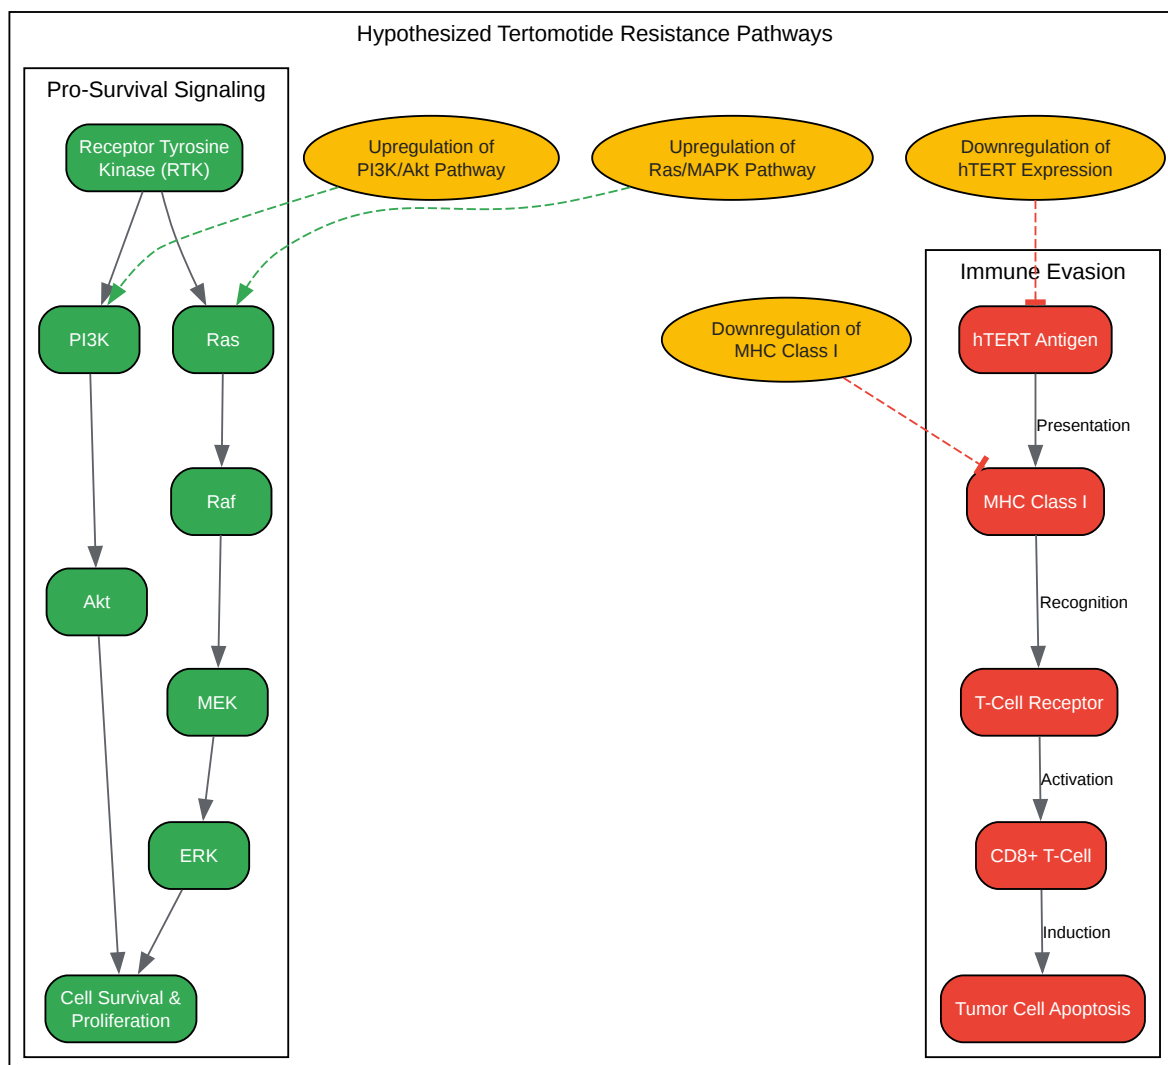 Hypothesized Tertomotide Resistance Pathways
Pro-Survival Signaling
Receptor Tyrosine
Kinase (RTK)
Upregulation of
PI3K/Akt Pathway
Upregulation of
Ras/MAPK Pathway
Downregulation of
hTERT Expression
Immune Evasion
PI3K
Ras
Downregulation of
MHC Class I
hTERT Antigen
Presentation
Raf
MHC Class I
Akt
Recognition
MEK
T-Cell Receptor
Activation
ERK
CD8+ T-Cell
Induction
Cell Survival &
Proliferation
Tumor Cell Apoptosis